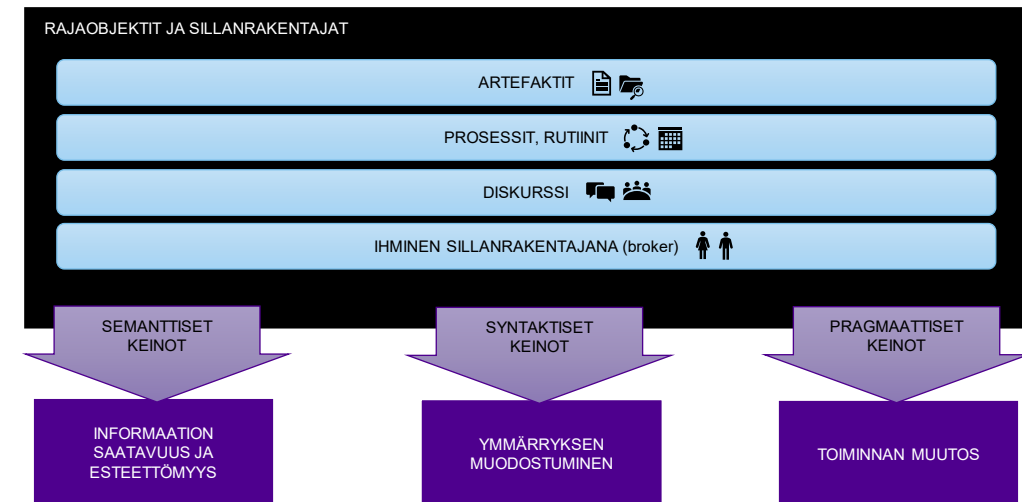 RAJAOBJEKTIT JA SILLANRAKENTAJAT
ARTEFAKTIT
PROSESSIT, RUTIINIT
DISKURSSI
IHMINEN SILLANRAKENTAJANA (broker)
SEMANTTISET
KEINOT
SYNTAKTISET
KEINOT
PRAGMAATTISET
KEINOT
INFORMAATION
SAATAVUUS JA
ESTEETTÖMYYS
YMMÄRRYKSEN
MUODOSTUMINEN
TOIMINNAN MUUTOS